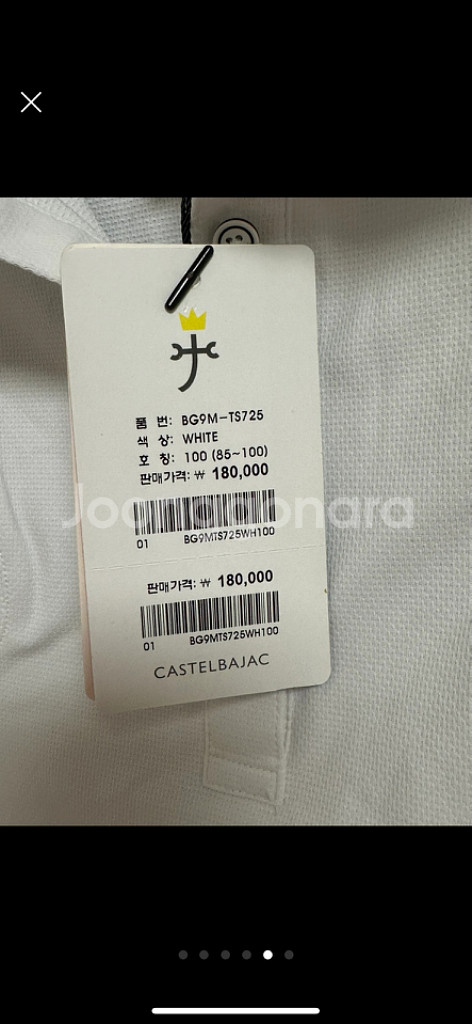 품 번: BG9M-TS725
색 상: WHITE
호 칭: 100 (85~100)
판매가격: ₩ 180,000
Joonggonara
01 BG9MTS725WH100
판매가격: ₩ 180,000
01 BG9MTS725WH100
CASTELBAJAC